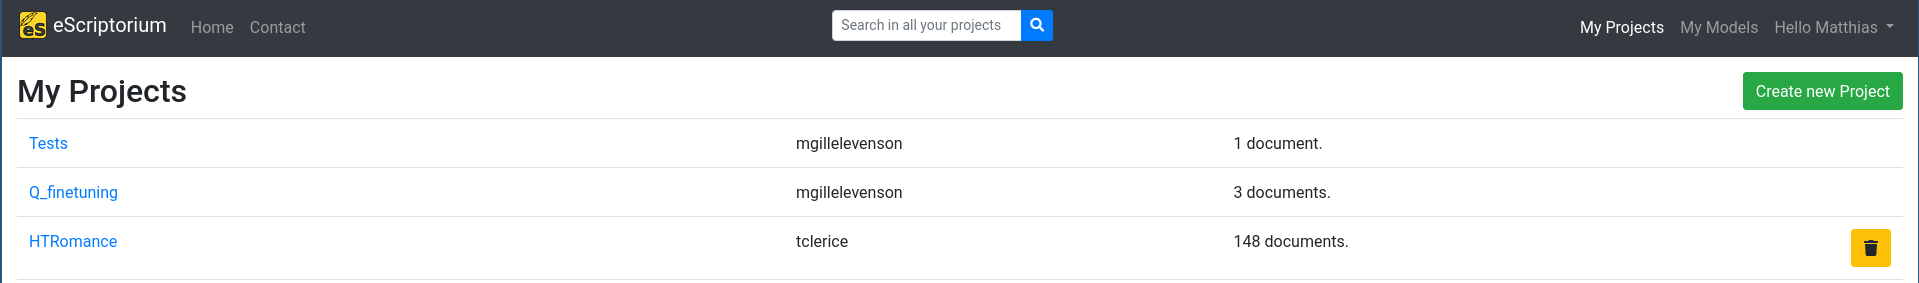 eS eScriptorium Home Contact Search in all your projects My Projects My Models Hello Matthias
My Projects Create new Project
Tests mgillelevenson 1 document.
Q_finetuning mgillelevenson 3 documents.
HTRomance tclerice 148 documents.